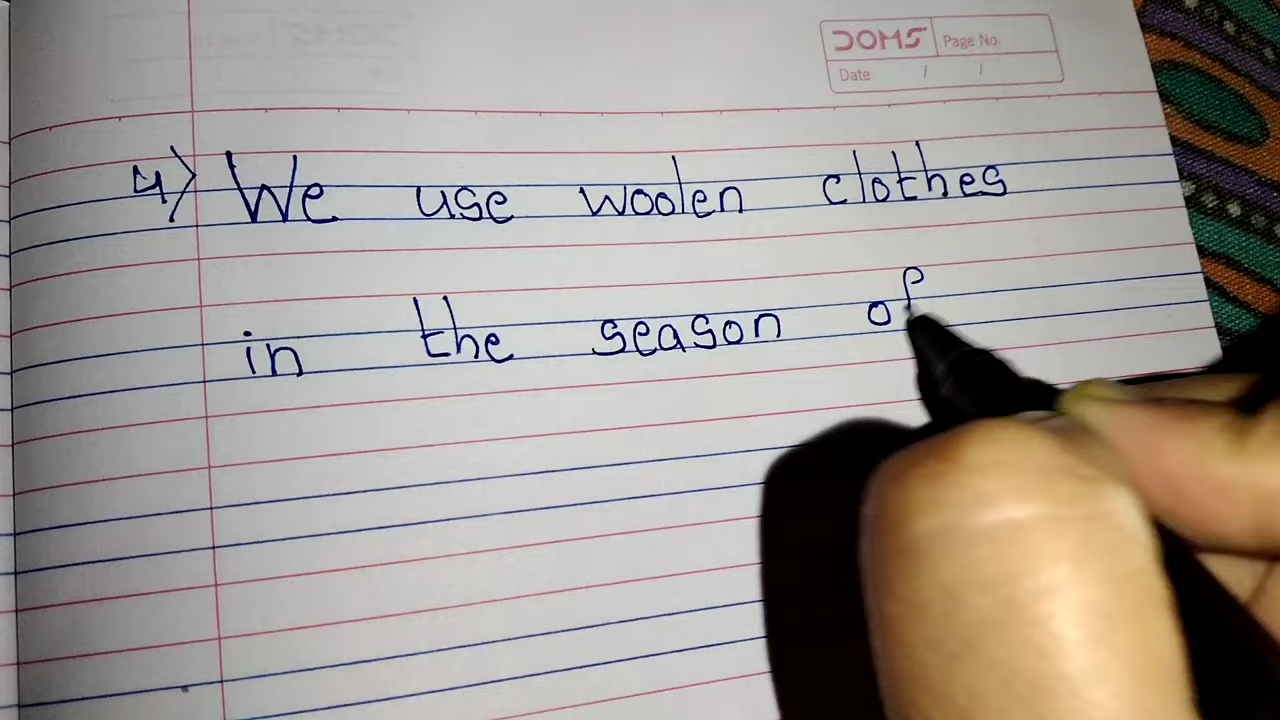 DOMS Page No.
Date / /
4) We use woolen clothes
in the season of